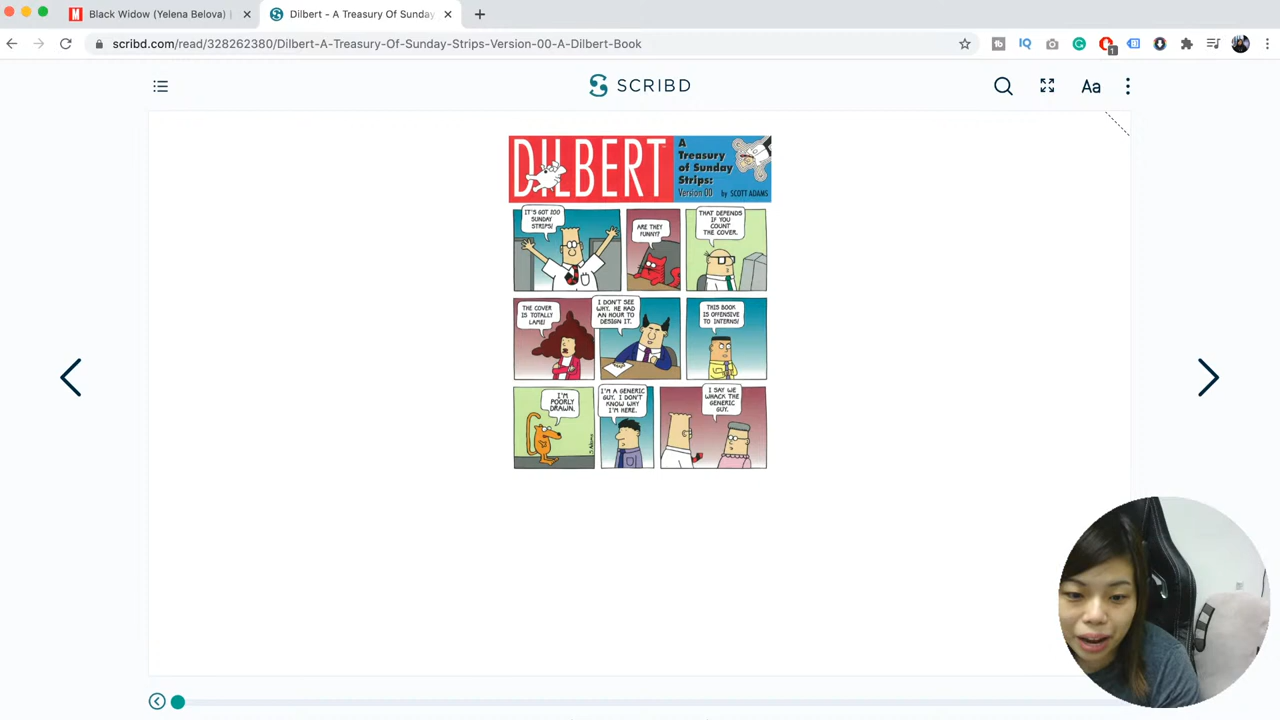 Black Widow (Yelena Belova) |
Dilbert - A Treasury Of Sunday
scribd.com/read/328262380/Dilbert-A-Treasury-Of-Sunday-Strips-Version-00-A-Dilbert-Book
SCRIBD
Aa
DILBERT
A
Treasury
of Sunday
Strips:
Version 00
by SCOTT ADAMS
IT'S GOT 200
SUNDAY
STRIPS!
ARE THEY
FUNNY?
THAT DEPENDS
IF YOU
COUNT
THE COVER.
THE COVER
IS TOTALLY
LAME!
I DON'T SEE
WHY. HE HAD
AN HOUR TO
DESIGN IT.
THIS BOOK
IS OFFENSIVE
TO INTERNS!
I'M
POORLY
DRAWN.
I'M A GENERIC
GUY. I DON'T
KNOW WHY
I'M HERE.
I SAY WE
WHACK THE
GENERIC
GUY.